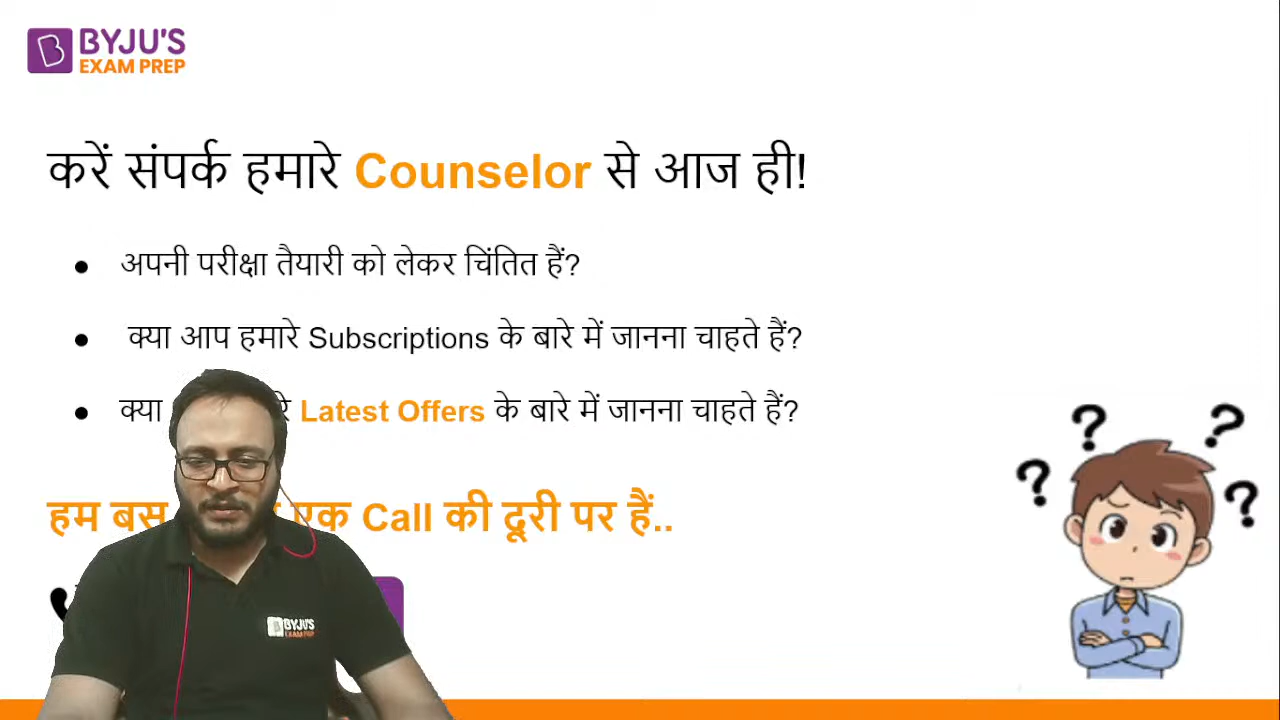 BYJU'S
EXAM PREP
करें संपर्क हमारे Counselor से आज ही!
● अपनी परीक्षा तैयारी को लेकर चिंतित हैं?
● क्या आप हमारे Subscriptions के बारे में जानना चाहते हैं?
● क्या रे Latest Offers के बारे में जानना चाहते हैं?
हम बस एक Call की दूरी पर हैं..
BYJU'S
EXAM PREP
? ? ? ?